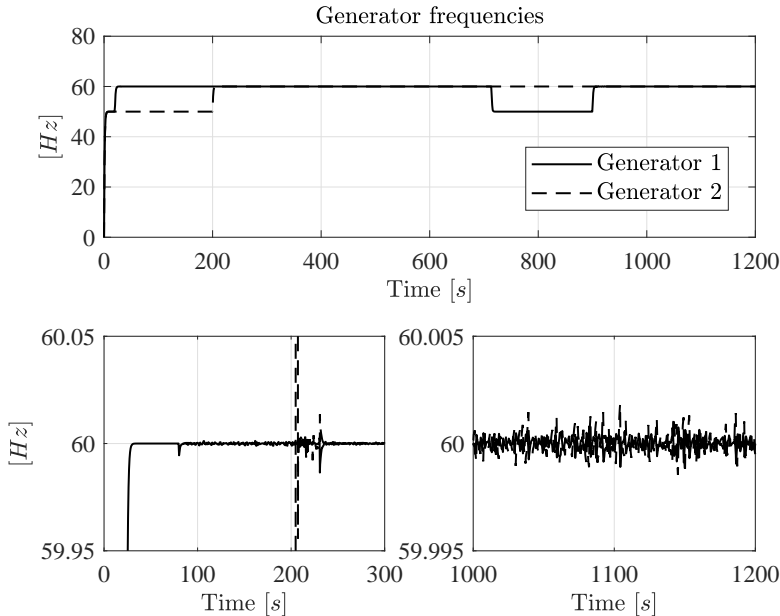 Generator frequencies
80
60
40
20
0
[Hz]
Generator 1
Generator 2
0 200 400 600 800 1000 1200
Time [s]
60.05
60
59.95
[Hz]
0 100 200 300
Time [s]
60.005
60
59.995
1000 1100 1200
Time [s]